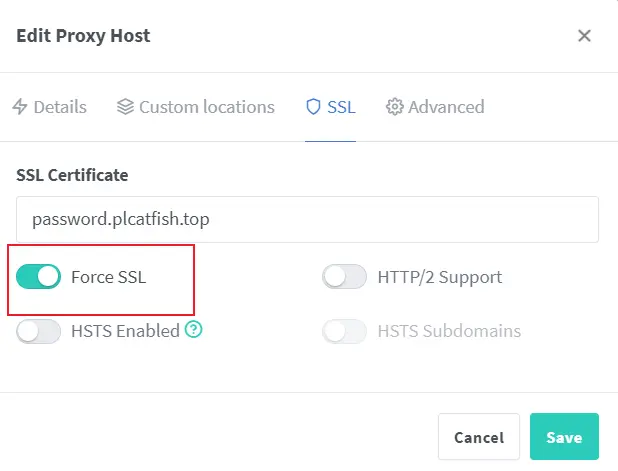 Edit Proxy Host
Details Custom locations SSL Advanced
SSL Certificate
password.plcatfish.top
Force SSL HTTP/2 Support
HSTS Enabled ? HSTS Subdomains
Cancel Save